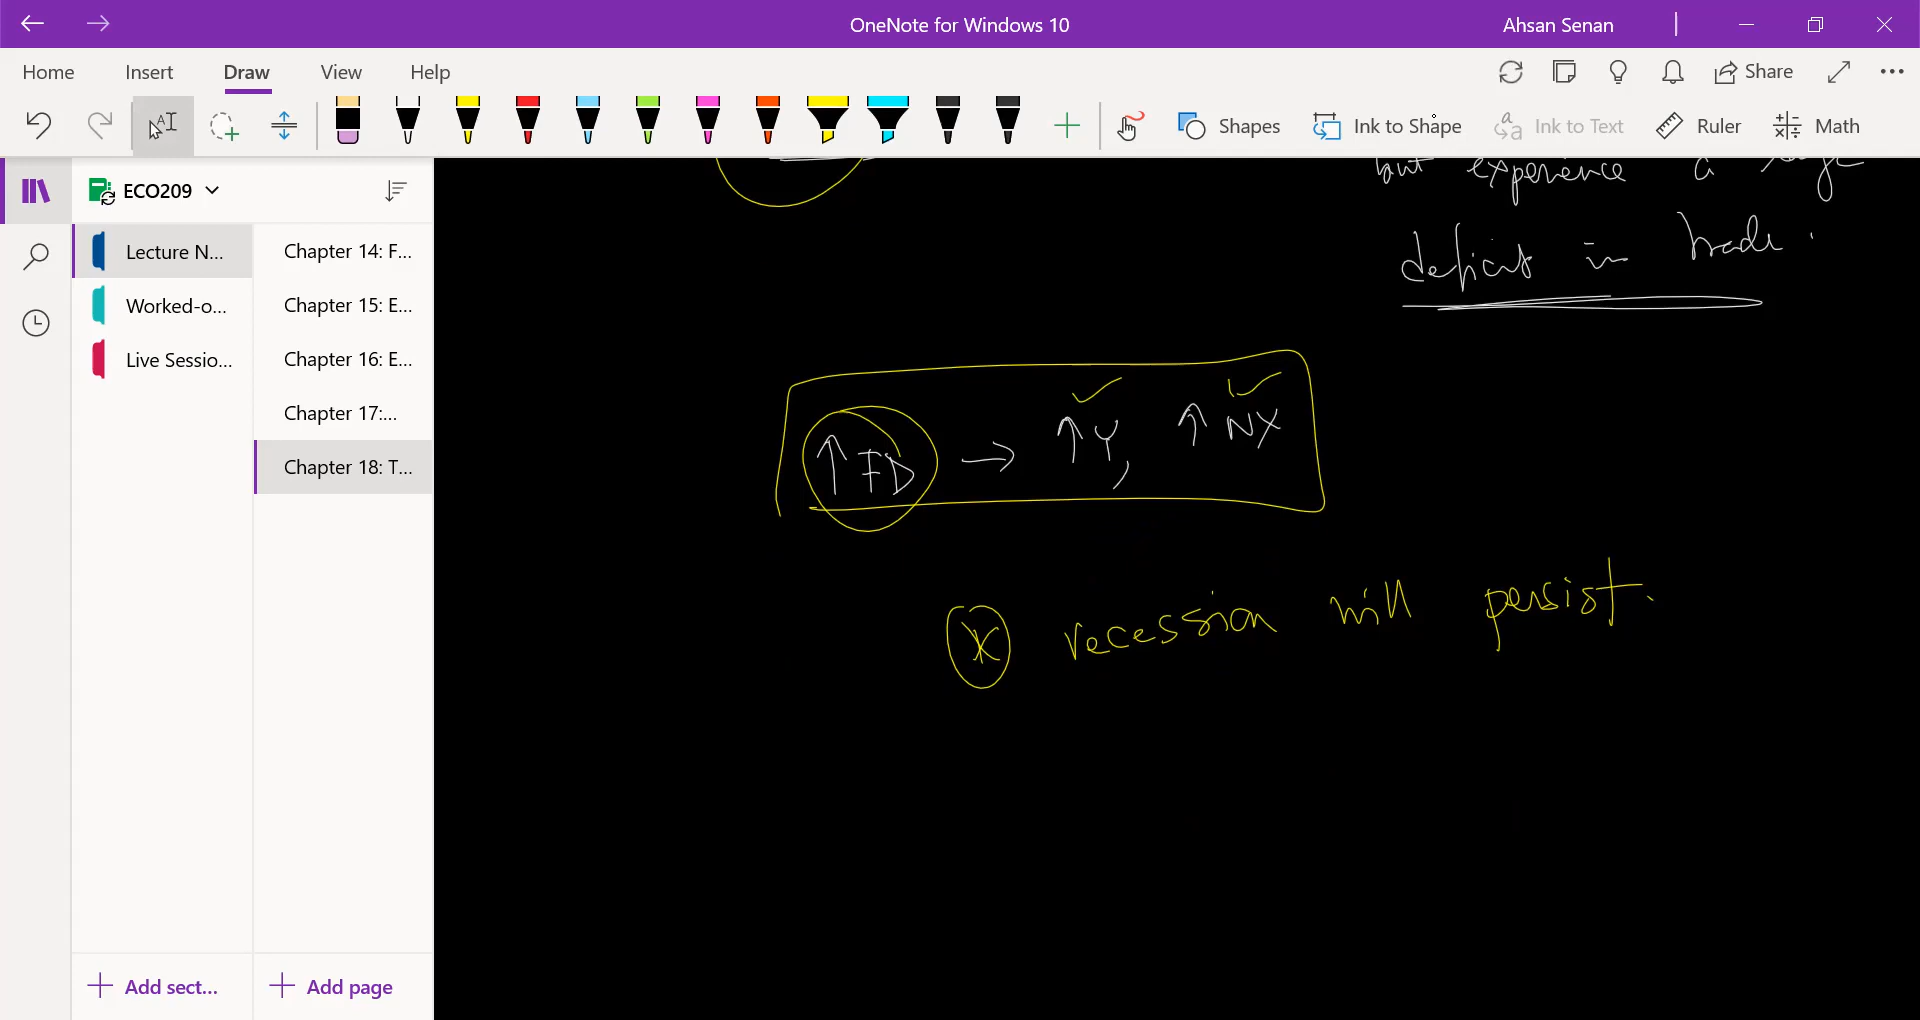 OneNote for Windows 10
Ahsan Senan
Home Insert Draw View Help
Share
Shapes Ink to Shape Ink to Text Ruler Math
ECO209
Lecture N...
Worked-o...
Live Sessio...
Chapter 14: F...
Chapter 15: E...
Chapter 16: E...
Chapter 17:...
Chapter 18: T...
Add sect...
Add page
but experience a large
deficit in trade.
↑ FD → ↑ Y, ↑ NX
* recession will persist.